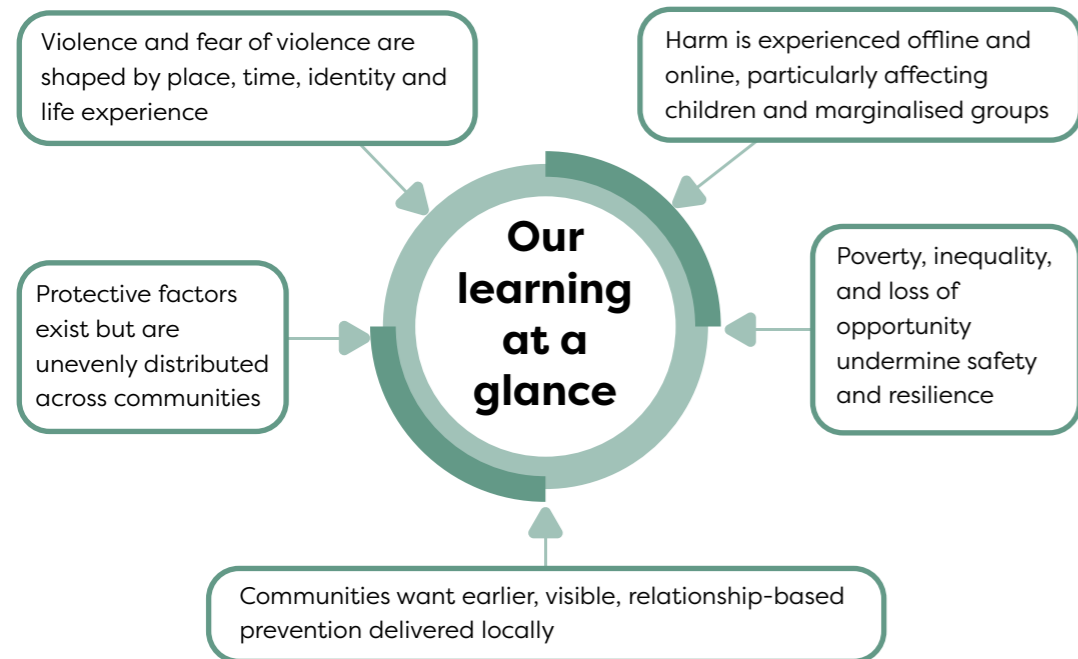 Violence and fear of violence are
shaped by place, time, identity and
life experience
Harm is experienced offline and
online, particularly affecting
children and marginalised groups
Our
learning
at a
glance
Protective factors
exist but are
unevenly distributed
across communities
Poverty, inequality,
and loss of
opportunity
undermine safety
and resilience
Communities want earlier, visible, relationship-based
prevention delivered locally